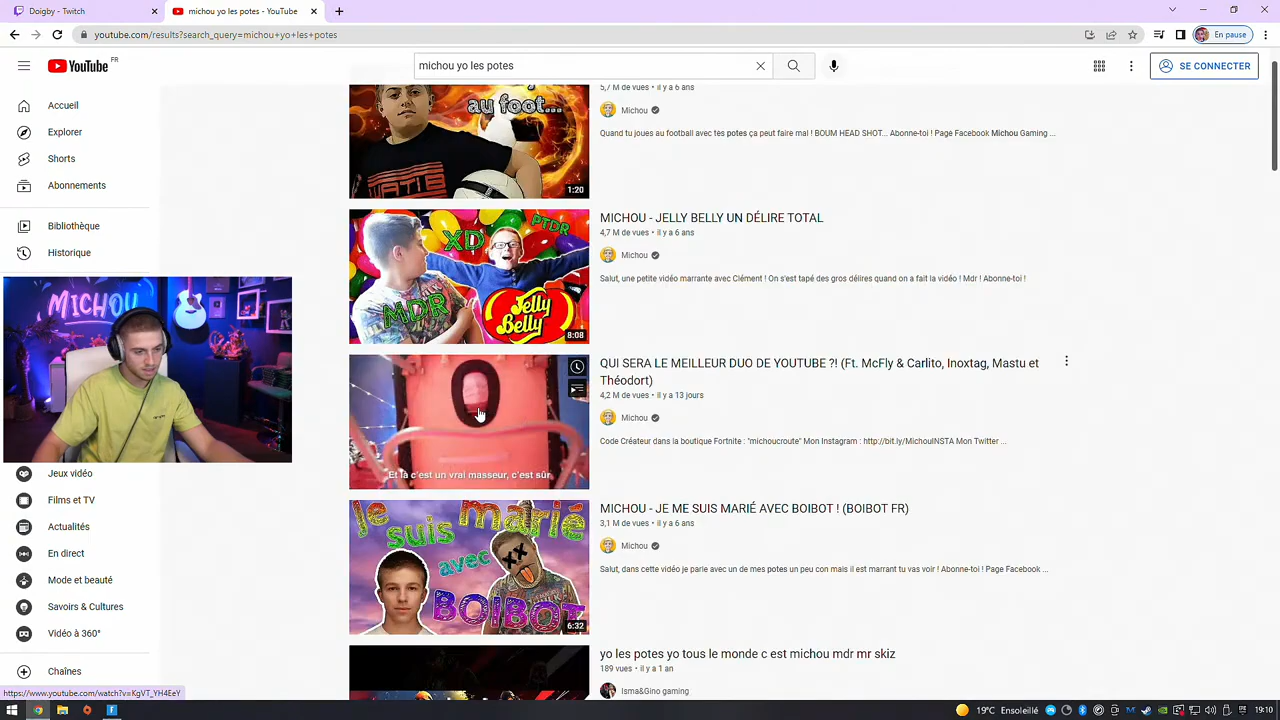 Doigby - Twitch
michou yo les potes - YouTube
youtube.com/results?search_query=michou+yo+les+potes
En pause
YouTube FR
michou yo les potes
SE CONNECTER
Accueil
Explorer
Shorts
Abonnements
Bibliothèque
Historique
Jeux vidéo
Films et TV
Actualités
En direct
Mode et beauté
Savoirs & Cultures
Vidéo à 360°
Chaînes
https://www.youtube.com/watch?v=KgVT_YH4EeY
MICHOU
au foot...
WATI B
1:20
5,7 M de vues • il y a 6 ans
Michou
Quand tu joues au football avec tes potes ça peut faire mal ! BOUM HEAD SHOT... Abonne-toi ! Page Facebook Michou Gaming ...
XD
PTDR
MDR
Jelly Belly
8:08
MICHOU - JELLY BELLY UN DÉLIRE TOTAL
4,7 M de vues • il y a 6 ans
Michou
Salut, une petite vidéo marrante avec Clément ! On s'est tapé des gros délires quand on a fait la vidéo ! Mdr ! Abonne-toi !
Et là c'est un vrai masseur, c'est sûr
QUI SERA LE MEILLEUR DUO DE YOUTUBE ?! (Ft. McFly & Carlito, Inoxtag, Mastu et
Théodort)
4,2 M de vues • il y a 13 jours
Michou
Code Créateur dans la boutique Fortnite : "michoucroute" Mon Instagram : http://bit.ly/MichouINSTA Mon Twitter ...
je me
suis marié
avec
BOIBOT
6:32
MICHOU - JE ME SUIS MARIÉ AVEC BOIBOT ! (BOIBOT FR)
3,1 M de vues • il y a 6 ans
Michou
Salut, dans cette vidéo je parle avec un de mes potes un peu con mais il est marrant tu vas voir ! Abonne-toi ! Page Facebook ...
yo les potes yo tous le monde c est michou mdr mr skiz
189 vues • il y a 1 an
Isma&Gino gaming
19°C Ensoleillé
19:10